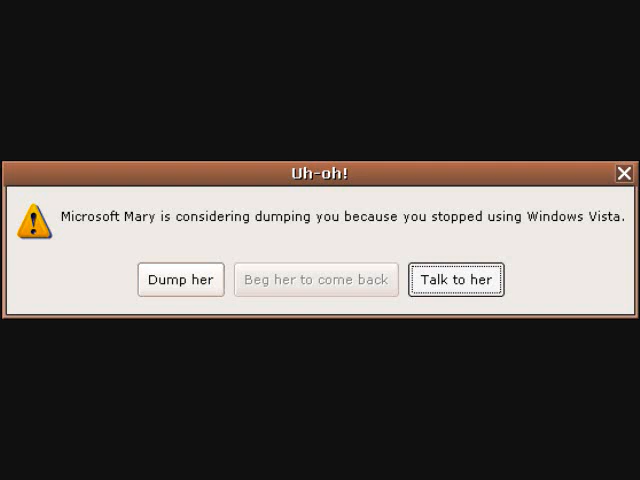 Uh-oh!
Microsoft Mary is considering dumping you because you stopped using Windows Vista.
Dump her
Beg her to come back
Talk to her